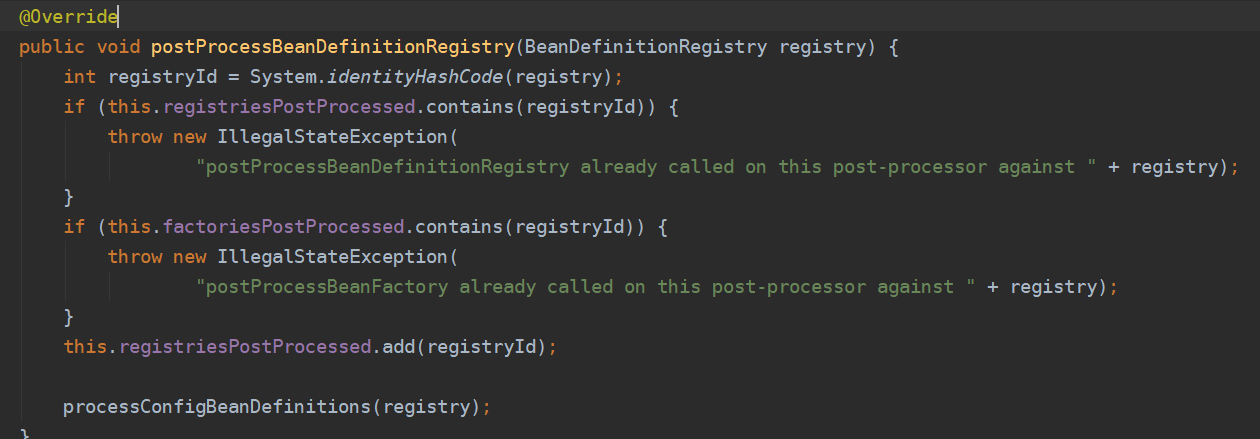 @Override
public void postProcessBeanDefinitionRegistry(BeanDefinitionRegistry registry) {
int registryId = System.identityHashCode(registry);
if (this.registriesPostProcessed.contains(registryId)) {
throw new IllegalStateException(
"postProcessBeanDefinitionRegistry already called on this post-processor against " + registry);
}
if (this.factoriesPostProcessed.contains(registryId)) {
throw new IllegalStateException(
"postProcessBeanFactory already called on this post-processor against " + registry);
}
this.registriesPostProcessed.add(registryId);
processConfigBeanDefinitions(registry);
}